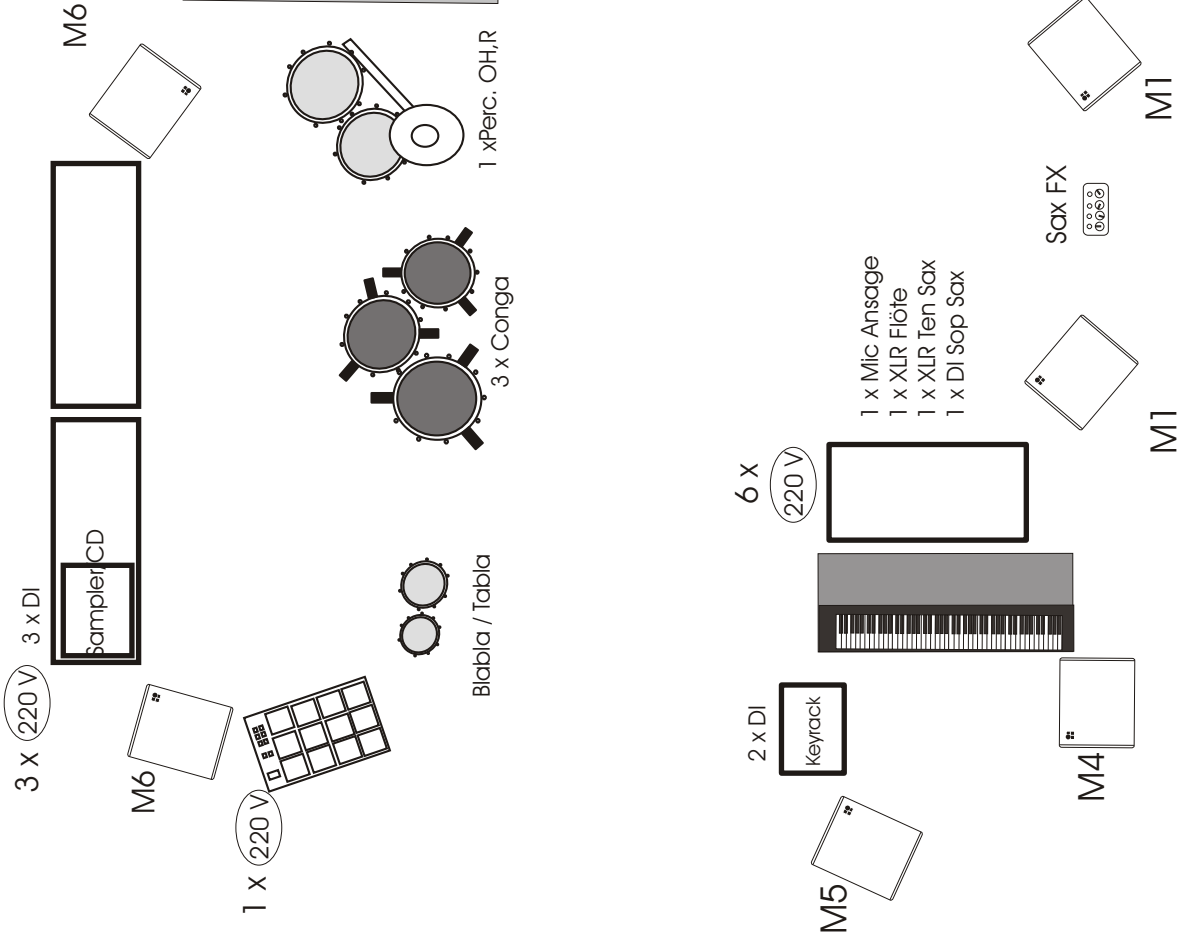 M6
1 xPerc. OH,R
3 x Conga
3 x DI
Sampler/CD
3 x 220 V
M6
1 x 220 V
Blabla / Tabla
M1
Sax FX
1 x Mic Ansage
1 x XLR Flöte
1 x XLR Ten Sax
1 x DI Sop Sax
M1
6 x
220 V
2 x DI
Keyrack
M4
M5